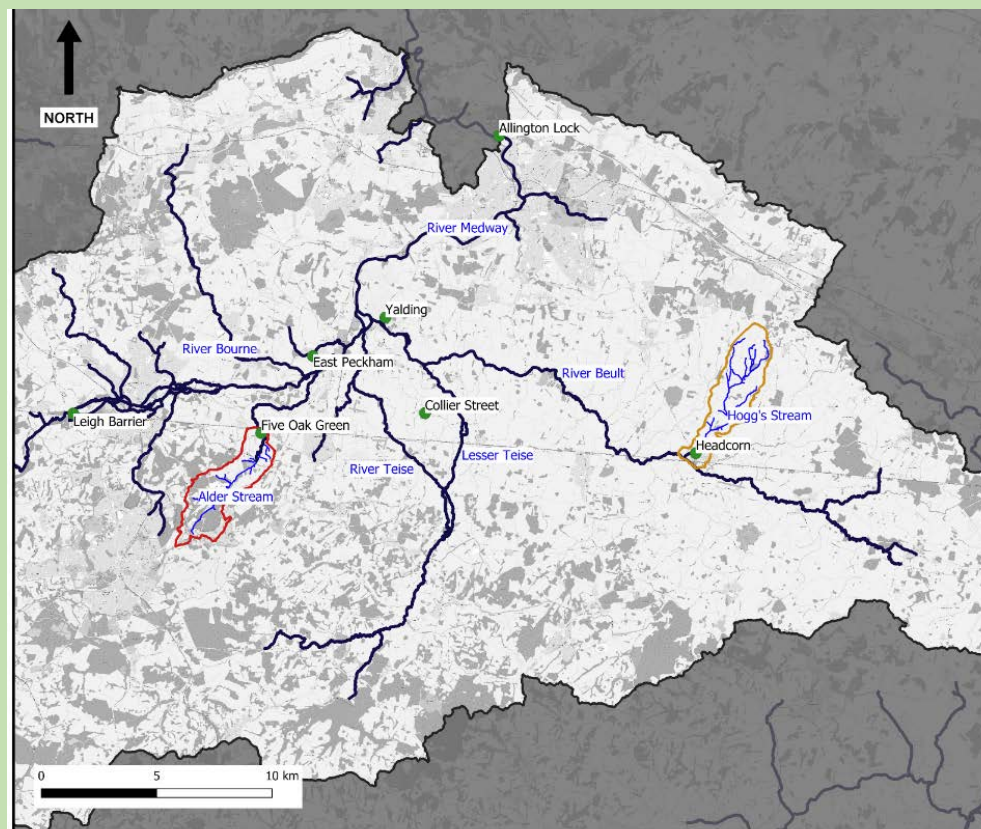 NORTH
Allington Lock
River Medway
Yalding
River Bourne
East Peckham
River Beult
Leigh Barrier
Collier Street
Hogg's Stream
Five Oak Green
Headcorn
Lesser Teise
River Teise
Alder Stream
0 5 10 km